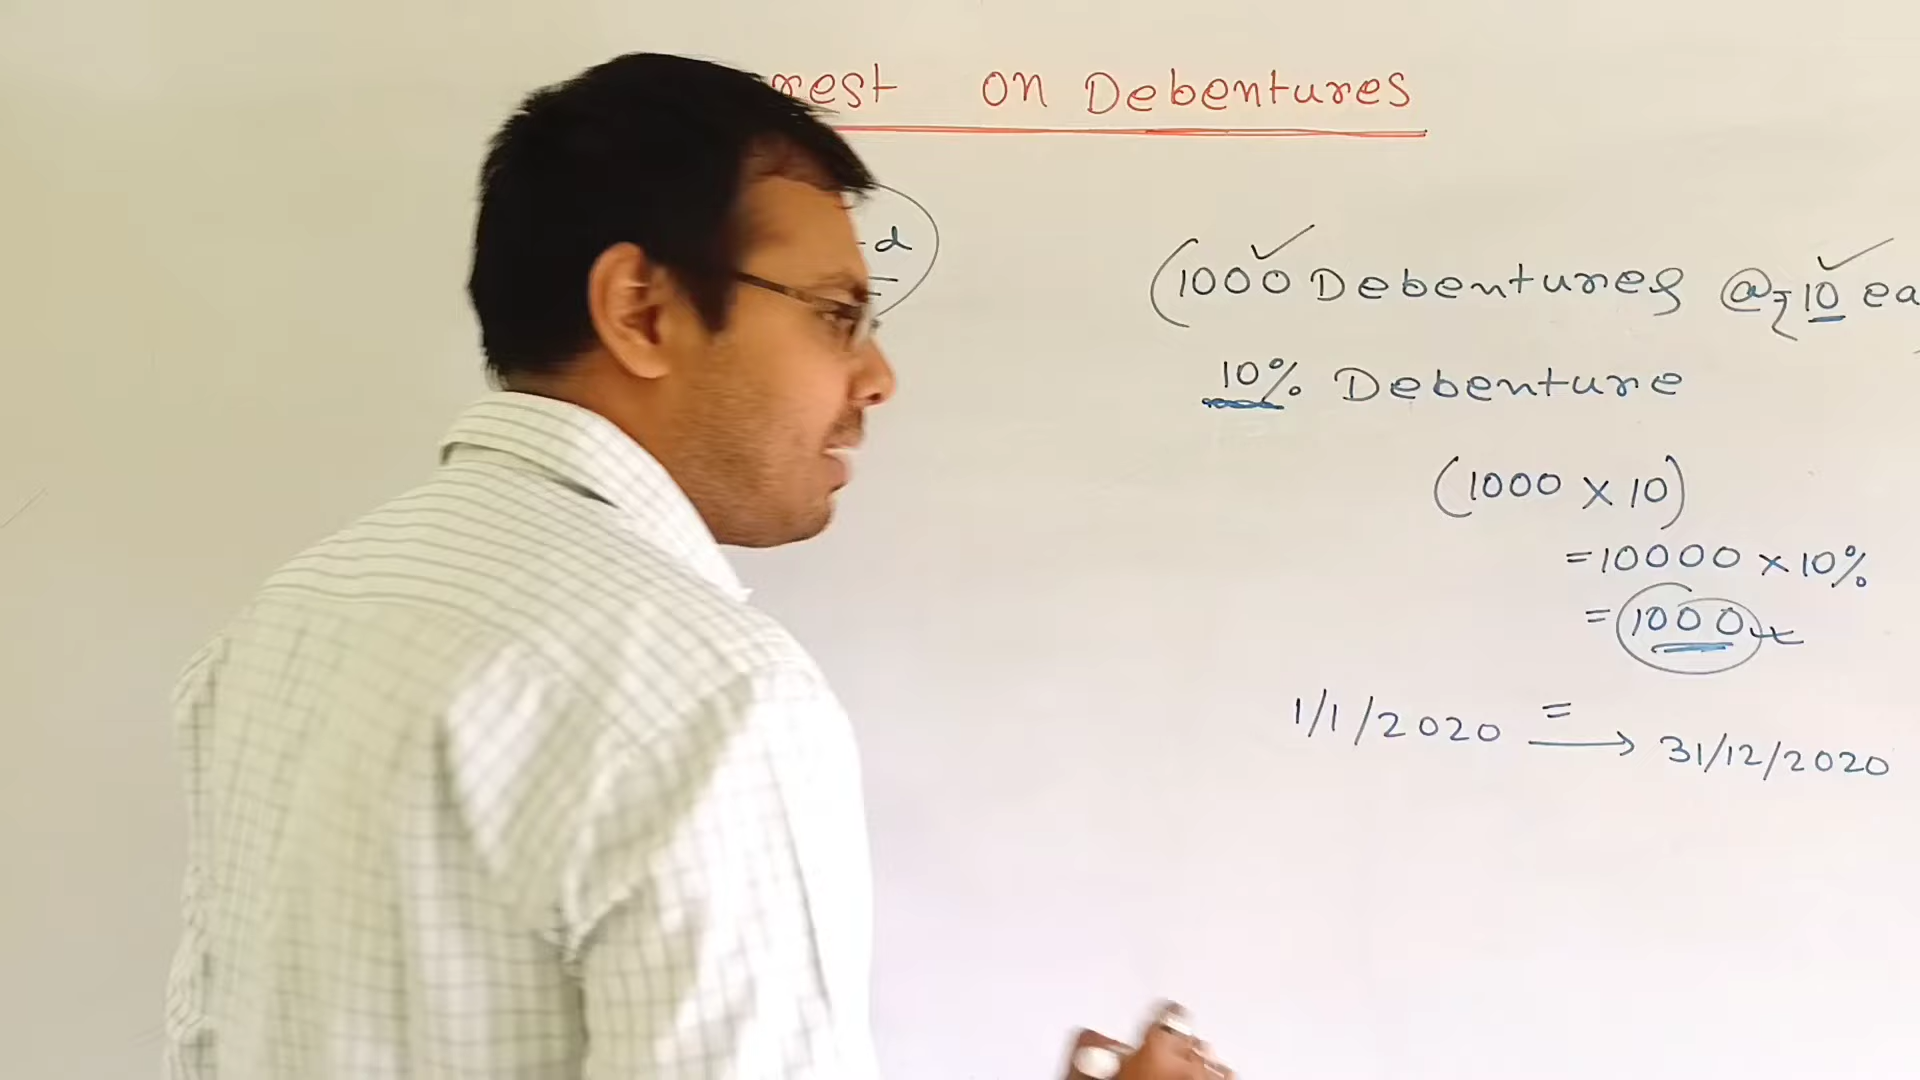 on Debentures
(1000 Debentures @ ₹10
10% Debenture
(1000 × 10)
= 10000 × 10%
= 1000
1/1/2020 = → 31/12/2020